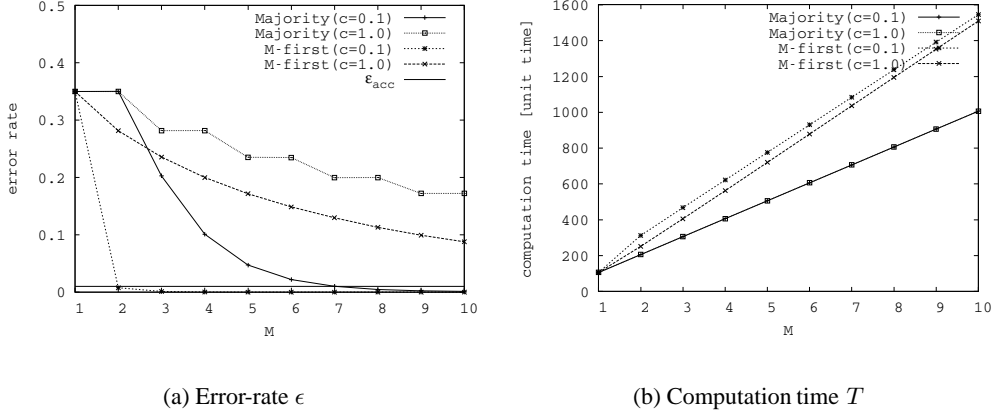 0.5
0.4
0.3
0.2
0.1
0
error rate
1 2 3 4 5 6 7 8 9 10
M
Majority(c=0.1)
Majority(c=1.0)
M-first(c=0.1)
M-first(c=1.0)
εacc
(a) Error-rate ϵ
1600
1400
1200
1000
800
600
400
200
0
computation time [unit time]
1 2 3 4 5 6 7 8 9 10
M
Majority(c=0.1)
Majority(c=1.0)
M-first(c=0.1)
M-first(c=1.0)
(b) Computation time T